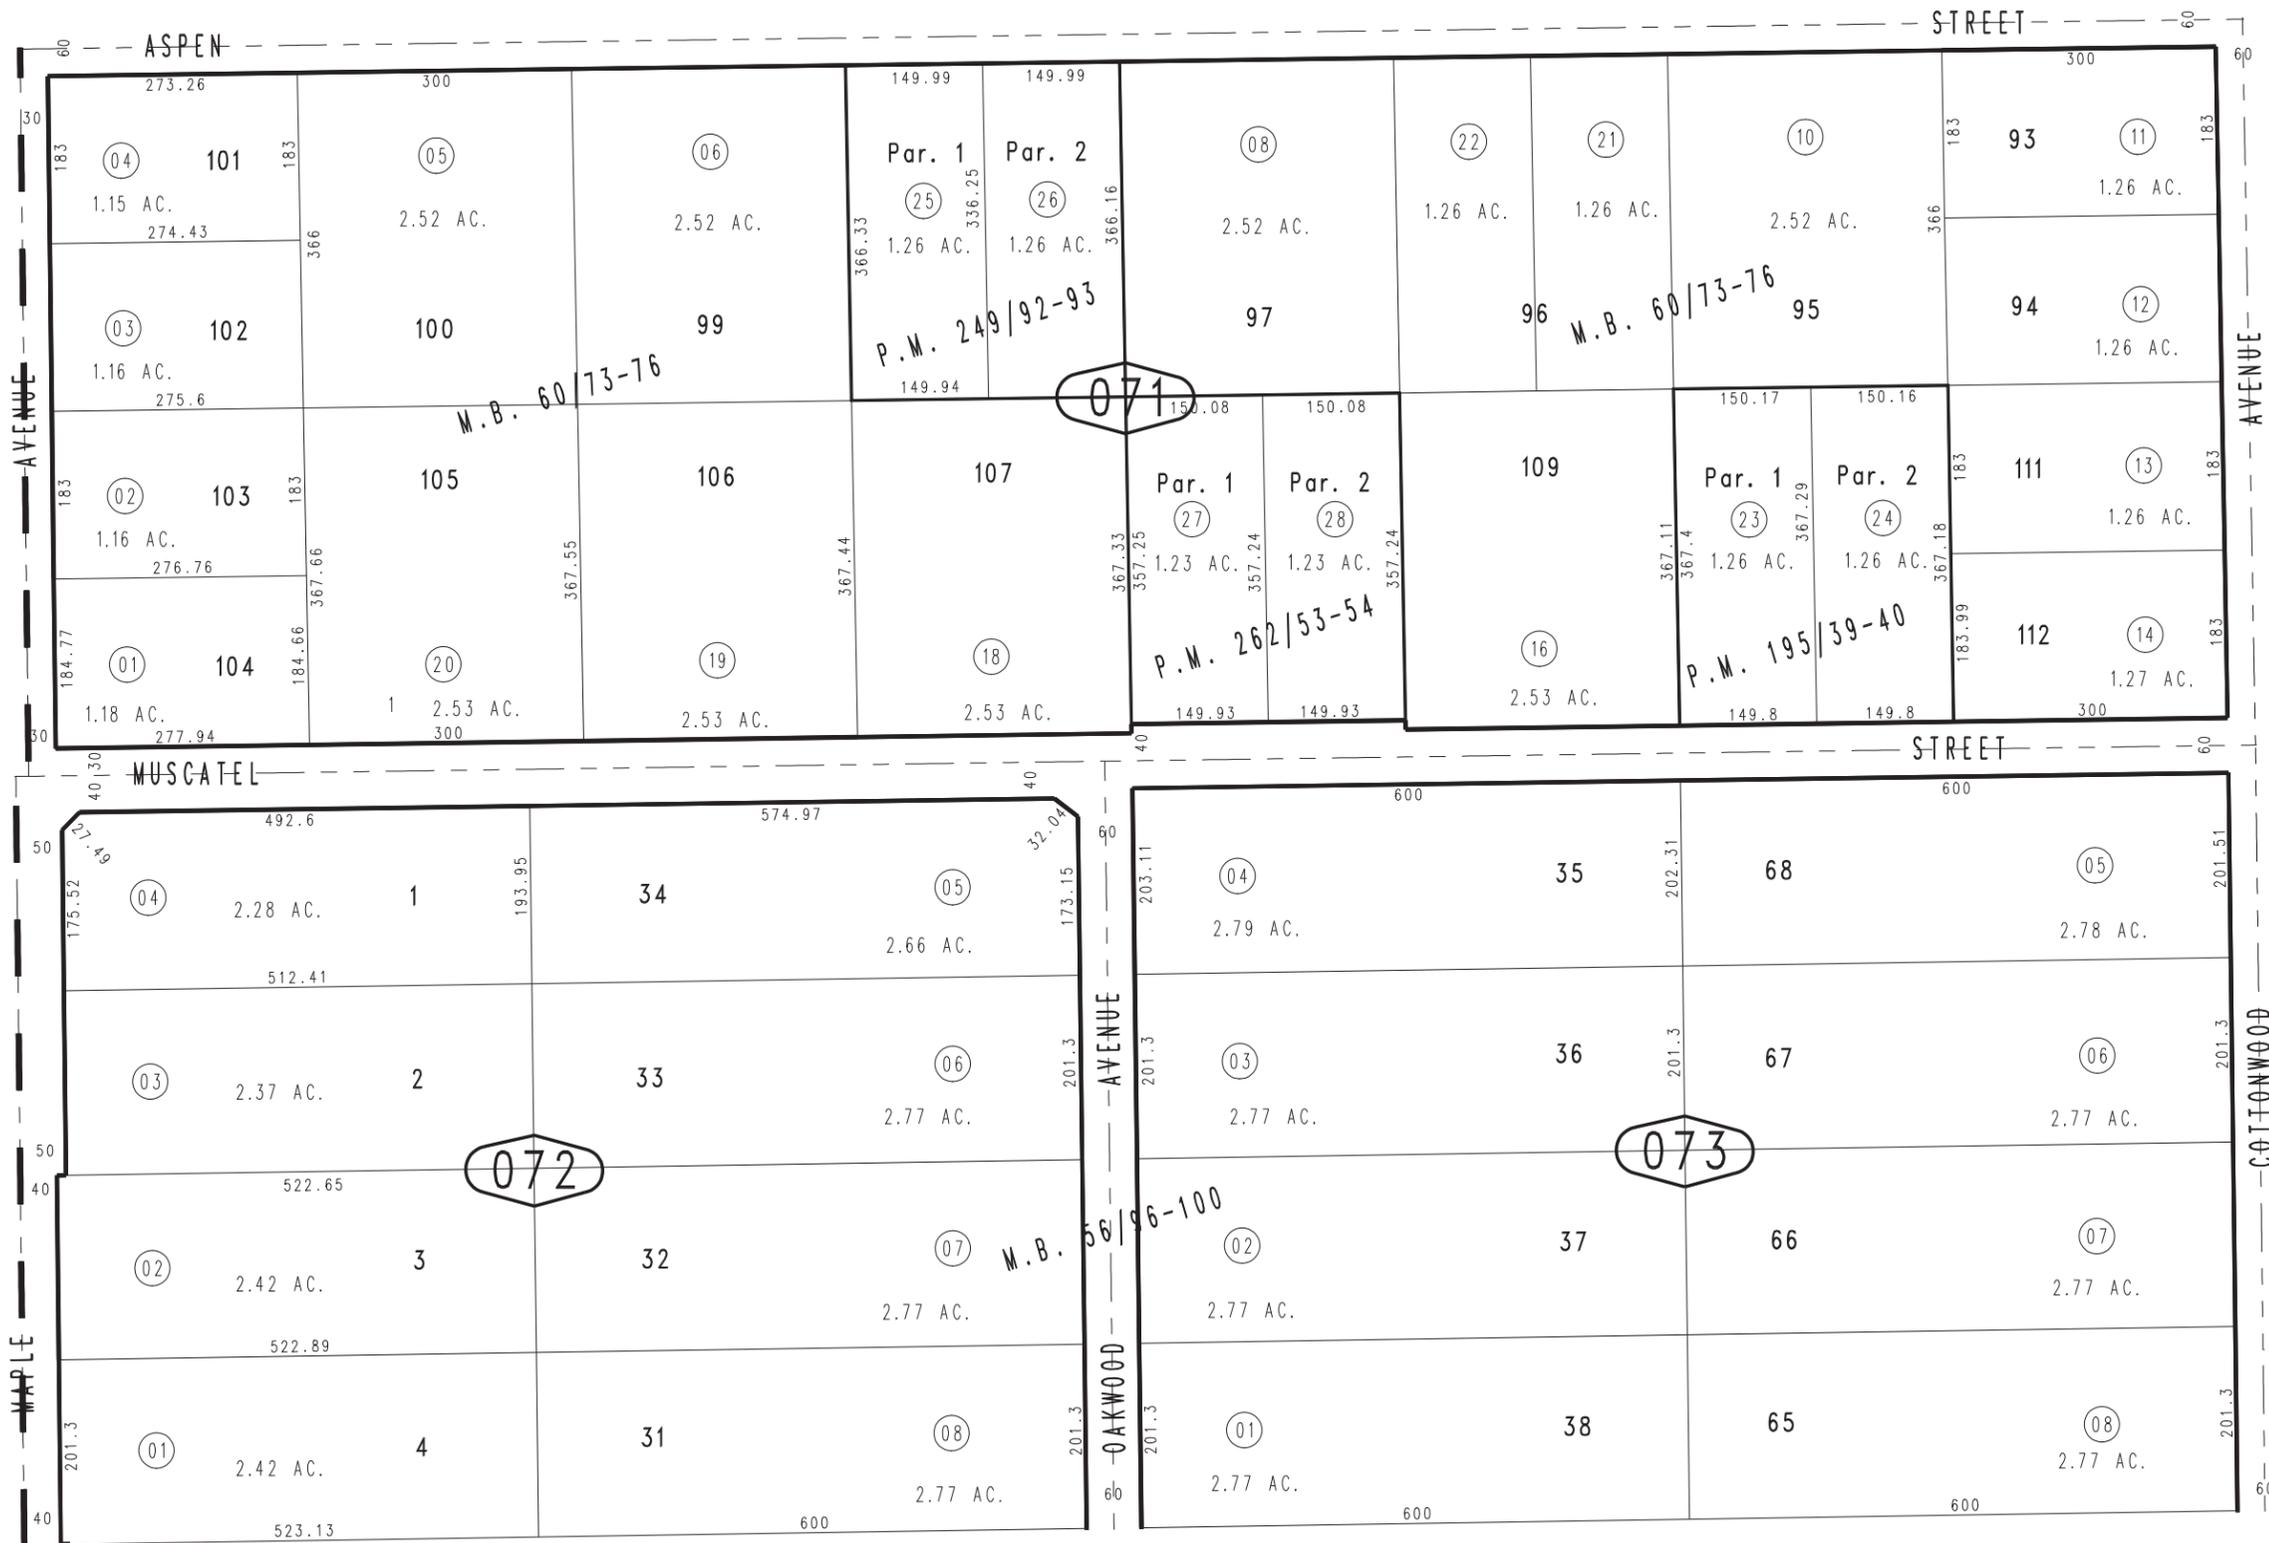 ASPEN
STREET
60
60
60
273.26
300
149.99
149.99
300
30
183
04
101
183
1.15 AC.
274.43
366
05
2.52 AC.
06
2.52 AC.
Par. 1
25
336.25
1.26 AC.
366.33
Par. 2
26
1.26 AC.
366.16
08
2.52 AC.
22
1.26 AC.
21
1.26 AC.
10
2.52 AC.
183
93
11
183
1.26 AC.
366
03
102
1.16 AC.
275.6
100
99
M.B. 60/73-76
P.M. 249/92-93
149.94
071
97
96
M.B. 60/73-76
95
94
12
1.26 AC.
AVENUE
AVENUE
150.08
150.08
150.17
150.16
183
02
103
183
1.16 AC.
276.76
105
106
107
Par. 1
27
1.23 AC.
Par. 2
28
1.23 AC.
109
Par. 1
23
1.26 AC.
367.29
Par. 2
24
1.26 AC.
183
111
13
183
1.26 AC.
367.66
367.55
367.44
367.33
357.25
357.24
357.24
367.11
367.4
367.18
184.77
01
104
184.66
1.18 AC.
277.94
30
20
1
2.53 AC.
300
19
2.53 AC.
18
2.53 AC.
P.M. 262/53-54
149.93
149.93
16
2.53 AC.
P.M. 195/39-40
149.8
149.8
183.99
112
14
183
1.27 AC.
300
40
30
MUSCATEL
40
40
STREET
60
492.6
574.97
600
600
50
27.49
32.04
60
175.52
04
2.28 AC.
1
193.95
34
05
2.66 AC.
173.15
203.11
04
2.79 AC.
35
202.31
68
05
2.78 AC.
201.51
512.41
03
2.37 AC.
2
33
06
2.77 AC.
201.3
AVENUE
201.3
03
2.77 AC.
36
201.3
67
06
2.77 AC.
201.3
COTTONWOOD
50
40
522.65
072
073
02
2.42 AC.
3
32
07
2.77 AC.
M.B. 56/96-100
02
2.77 AC.
37
66
07
2.77 AC.
522.89
MAPLE
OAKWOOD
201.3
01
2.42 AC.
4
31
08
2.77 AC.
201.3
201.3
01
2.77 AC.
38
65
08
2.77 AC.
201.3
40
523.13
600
60
600
600